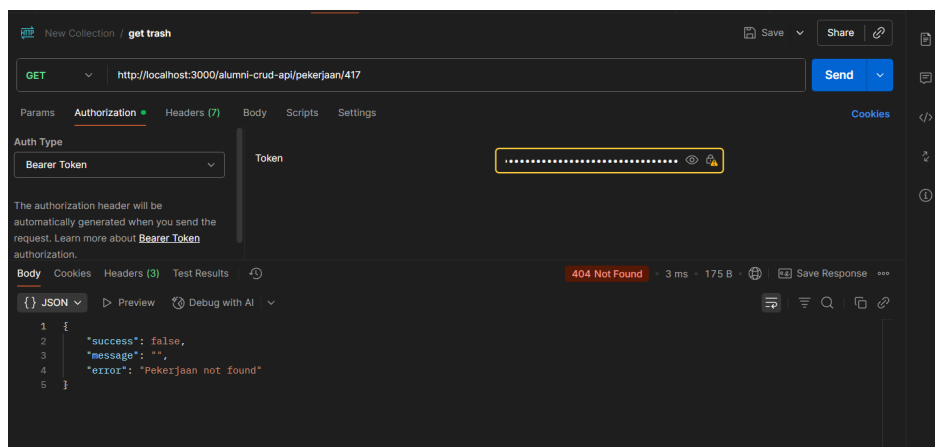 HTTP New Collection / get trash Save Share
GET http://localhost:3000/alumni-crud-api/pekerjaan/417 Send
Params Authorization Headers (7) Body Scripts Settings Cookies
Auth Type
Bearer Token
Token
The authorization header will be
automatically generated when you send the
request. Learn more about Bearer Token
authorization.
Body Cookies Headers (3) Test Results 404 Not Found • 3 ms • 175 B • e.g. Save Response
{} JSON Preview Debug with AI
1 {
2 "success": false,
3 "message": "",
4 "error": "Pekerjaan not found"
5 }